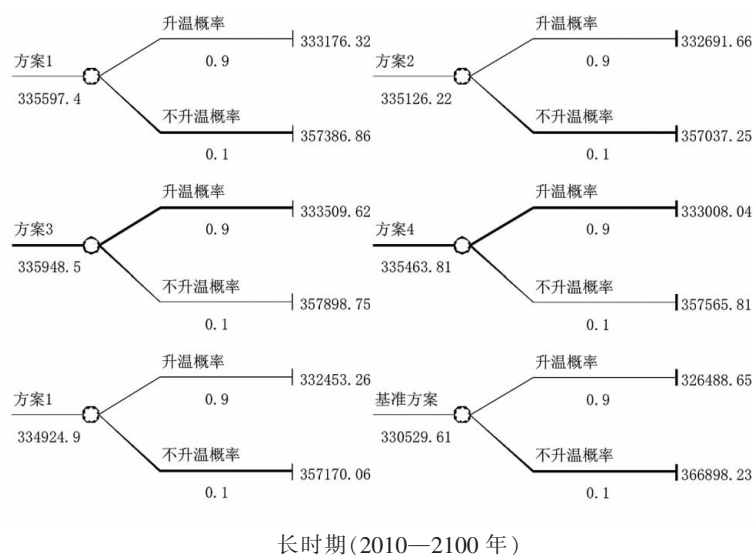 升温概率
333176.32
方案1
0.9
335597.4
不升温概率
357386.86
0.1
升温概率
332691.66
方案2
0.9
335126.22
不升温概率
357037.25
0.1
升温概率
333509.62
方案3
0.9
335948.5
不升温概率
357898.75
0.1
升温概率
333008.04
方案4
0.9
335463.81
不升温概率
357565.81
0.1
升温概率
332453.26
方案1
0.9
334924.9
不升温概率
357170.06
0.1
升温概率
326488.65
基准方案
0.9
330529.61
不升温概率
366898.23
0.1
长时期(2010—2100 年)